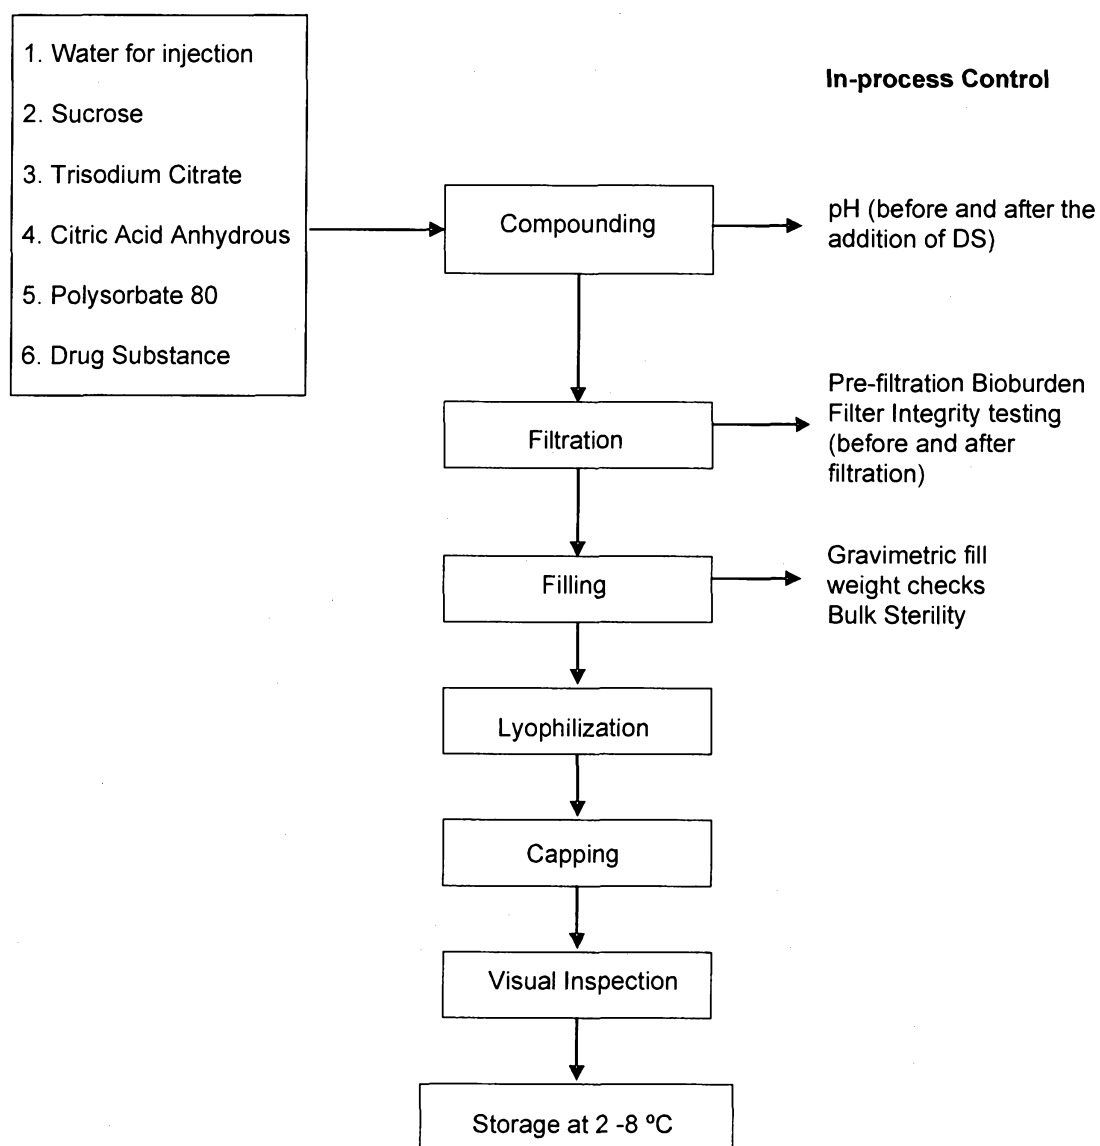 1. Water for injection
2. Sucrose
3. Trisodium Citrate
4. Citric Acid Anhydrous
5. Polysorbate 80
6. Drug Substance
In-process Control
Compounding
pH (before and after the
addition of DS)
Filtration
Pre-filtration Bioburden
Filter Integrity testing
(before and after
filtration)
Filling
Gravimetric fill
weight checks
Bulk Sterility
Lyophilization
Capping
Visual Inspection
Storage at 2 -8 ºC